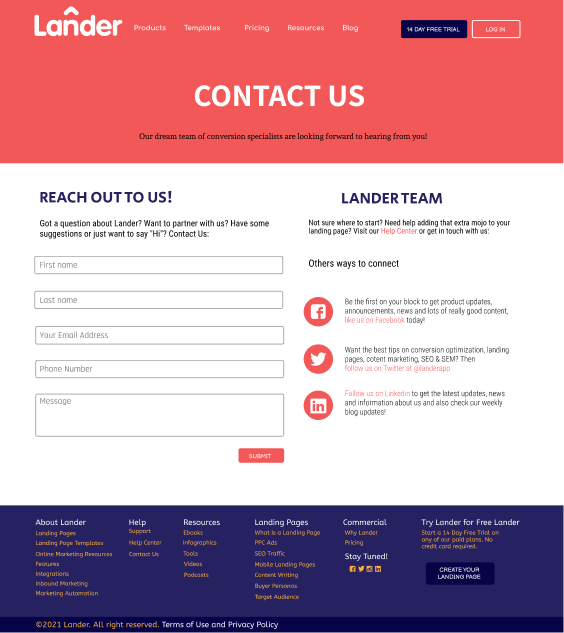 Lander
Products Templates Pricing Resources Blog
14 DAY FREE TRIAL
LOG IN
CONTACT US
Our dream team of conversion specialists are looking forward to hearing from you!
REACH OUT TO US!
Got a question about Lander? Want to partner with us? Have some
suggestions or just want to say "Hi"? Contact Us:
First name
Last name
Your Email Address
Phone Number
Message
SUBMIT
LANDER TEAM
Not sure where to start? Need help adding that extra mojo to your
landing page? Visit our Help Center or get in touch with us:
Others ways to connect
Be the first on your block to get product updates,
announcements, news and lots of really good content,
like us on Facebook today!
Want the best tips on conversion optimization, landing
pages, cotent marketing, SEO & SEM? Then
follow us on Twitter at @landerapp
Follow us on Linkedin to get the latest updates, news
and information about us and also check our weekly
blog updates!
About Lander
Landing Pages
Landing Page Templates
Online Marketing Resources
Features
Integrations
Inbound Marketing
Marketing Automation
Help
Support
Help Center
Contact Us
Resources
Ebooks
Infographics
Tools
Videos
Podcasts
Landing Pages
What is a Landing Page
PPC Ads
SEO Traffic
Mobile Landing Pages
Content Writing
Buyer Personas
Target Audience
Commercial
Why Lander
Pricing
Stay Tuned!
Try Lander for Free Lander
Start a 14 Day Free Trial on
any of our paid plans. No
credit card required.
CREATE YOUR
LANDING PAGE
©2021 Lander. All right reserved. Terms of Use and Privacy Policy